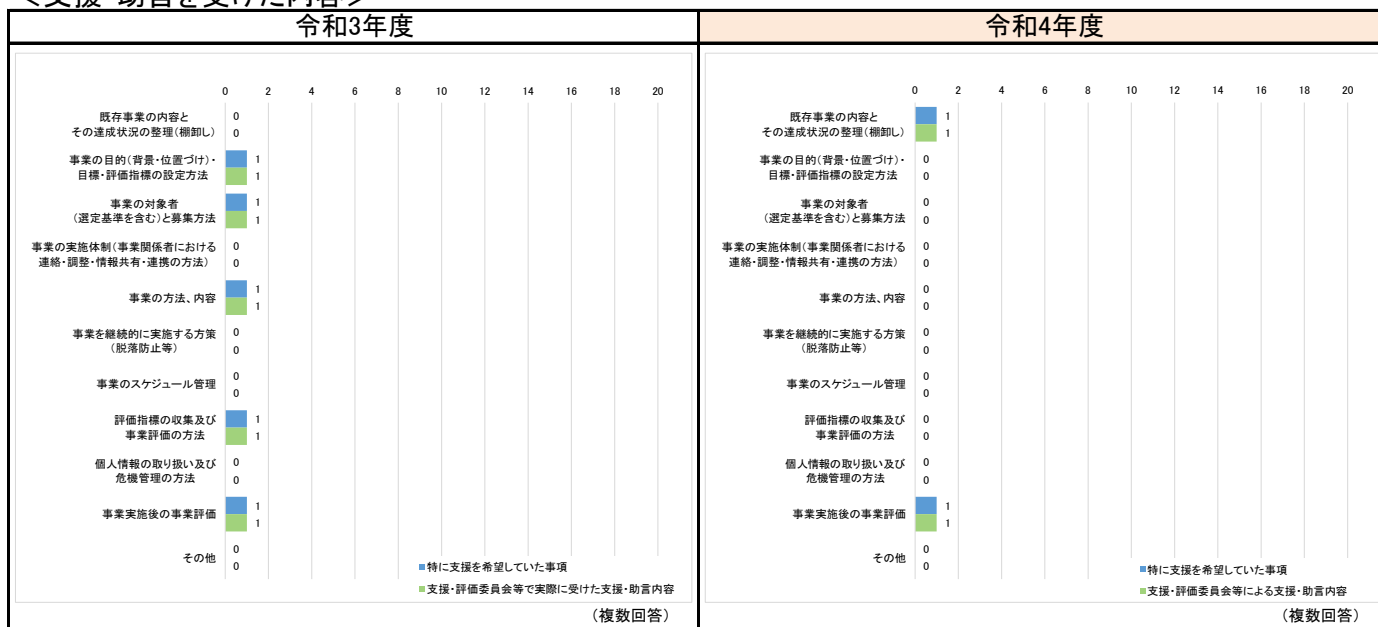 ＜支援・助言を受けた内容＞
令和3年度
0 2 4 6 8 10 12 14 16 18 20
既存事業の内容と
その達成状況の整理（棚卸し）
0
0
事業の目的（背景・位置づけ）・
目標・評価指標の設定方法
1
1
事業の対象者
（選定基準を含む）と募集方法
1
1
事業の実施体制（事業関係者における
連絡・調整・情報共有・連携の方法）
0
0
事業の方法、内容
1
1
事業を継続的に実施する方策
（脱落防止等）
0
0
事業のスケジュール管理
0
0
評価指標の収集及び
事業評価の方法
1
1
個人情報の取り扱い及び
危機管理の方法
0
0
事業実施後の事業評価
1
1
その他
0
0
■特に支援を希望していた事項
■支援・評価委員会等で実際に受けた支援・助言内容
（複数回答）
令和4年度
0 2 4 6 8 10 12 14 16 18 20
既存事業の内容と
その達成状況の整理（棚卸し）
1
1
事業の目的（背景・位置づけ）・
目標・評価指標の設定方法
0
0
事業の対象者
（選定基準を含む）と募集方法
0
0
事業の実施体制（事業関係者における
連絡・調整・情報共有・連携の方法）
0
0
事業の方法、内容
0
0
事業を継続的に実施する方策
（脱落防止等）
0
0
事業のスケジュール管理
0
0
評価指標の収集及び
事業評価の方法
0
0
個人情報の取り扱い及び
危機管理の方法
0
0
事業実施後の事業評価
1
1
その他
0
0
■特に支援を希望していた事項
■支援・評価委員会等による支援・助言内容
（複数回答）